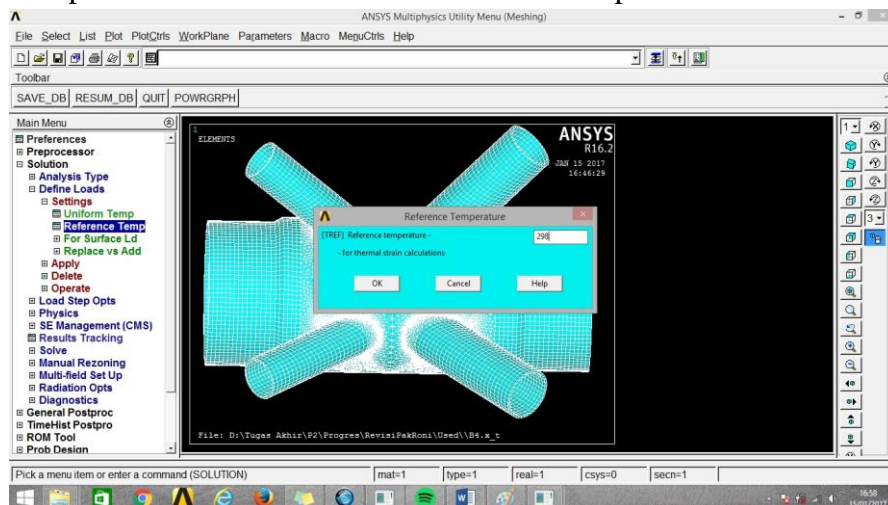 ANSYS Multiphysics Utility Menu (Meshing)
File Select List Plot PlotCtrls WorkPlane Parameters Macro MenuCtrls Help
Toolbar
SAVE_DB RESUM_DB QUIT POWRGRPH
Main Menu
Preferences
Preprocessor
Solution
Analysis Type
Define Loads
Settings
Uniform Temp
Reference Temp
For Surface Ld
Replace vs Add
Apply
Delete
Operate
Load Step Opts
Physics
SE Management (CMS)
Results Tracking
Solve
Manual Rezoning
Multi-field Set Up
Radiation Opts
Diagnostics
General Postproc
TimeHist Postpro
ROM Tool
Prob Design
1
ELEMENTS
ANSYS
R16.2
JAN 15 2017
16:46:29
Reference Temperature
[TREF] Reference temperature - 298
- for thermal strain calculations
OK Cancel Help
File: D:\Tugas Akhir\P2\Progres\RevisiPakRoni\Used\\B4.x_t
1
3
Pick a menu item or enter a command (SOLUTION) mat=1 type=1 real=1 csys=0 secn=1
16:58
15/01/2017